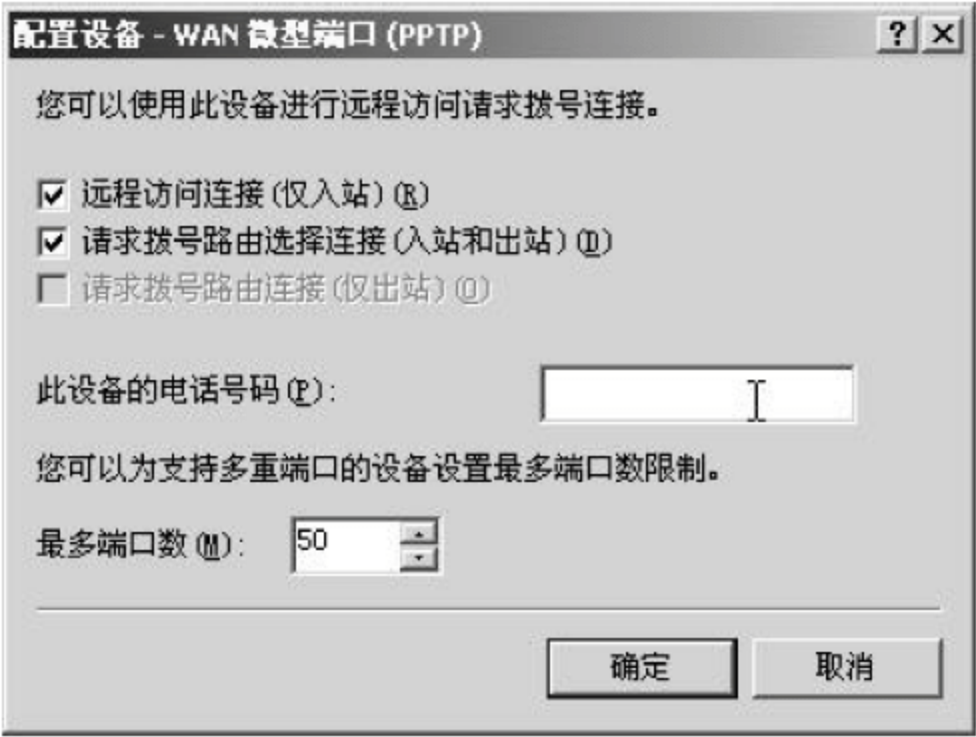 配置设备 - WAN 微型端口 (PPTP)
您可以使用此设备进行远程访问请求拨号连接。
远程访问连接(仅入站)(R)
请求拨号路由选择连接(入站和出站)(D)
请求拨号路由连接(仅出站)(O)
此设备的电话号码(P):
您可以为支持多重端口的设备设置最多端口数限制。
最多端口数(M): 50
确定 取消